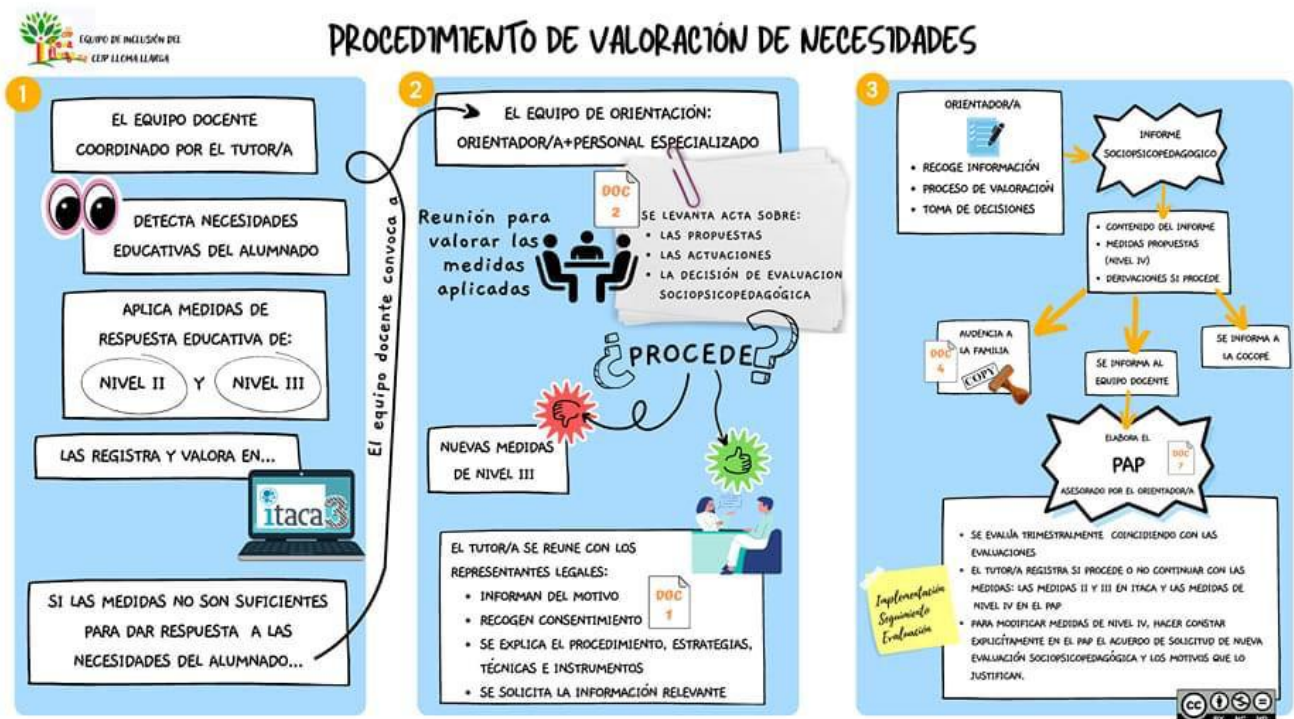 EQUIPO DE INCLUSIÓN DEL
CEIP LLOMA LLARGA
PROCEDIMIENTO DE VALORACIÓN DE NECESIDADES
1
EL EQUIPO DOCENTE
COORDINADO POR EL TUTOR/A
DETECTA NECESIDADES
EDUCATIVAS DEL ALUMNADO
APLICA MEDIDAS DE
RESPUESTA EDUCATIVA DE:
NIVEL II Y NIVEL III
LAS REGISTRA Y VALORA EN...
itaca3
SI LAS MEDIDAS NO SON SUFICIENTES
PARA DAR RESPUESTA A LAS
NECESIDADES DEL ALUMNADO...
El equipo docente convoca a
2
EL EQUIPO DE ORIENTACIÓN:
ORIENTADOR/A+PERSONAL ESPECIALIZADO
Reunión para
valorar las
medidas
aplicadas
DOC
2
SE LEVANTA ACTA SOBRE:
• LAS PROPUESTAS
• LAS ACTUACIONES
• LA DECISIÓN DE EVALUACION
SOCIOPSICOPEDAGÓGICA
¿PROCEDE?
NUEVAS MEDIDAS
DE NIVEL III
EL TUTOR/A SE REUNE CON LOS
REPRESENTANTES LEGALES:
• INFORMAN DEL MOTIVO
• RECOGEN CONSENTIMIENTO
DOC
1
• SE EXPLICA EL PROCEDIMIENTO, ESTRATEGIAS,
TÉCNICAS E INSTRUMENTOS
• SE SOLICITA LA INFORMACIÓN RELEVANTE
3
ORIENTADOR/A
• RECOGE INFORMACIÓN
• PROCESO DE VALORACIÓN
• TOMA DE DECISIONES
INFORME
SOCIOPSICOPEDAGOGICO
• CONTENIDO DEL INFORME
• MEDIDAS PROPUESTAS
(NIVEL IV)
• DERIVACIONES SI PROCEDE
AUDENCIA A
LA FAMILIA
DOC
4
COPY
SE INFORMA AL
EQUIPO DOCENTE
SE INFORMA A
LA COCOPE
ELABORA EL
PAP
DOC
7
ASESORADO POR EL ORIENTADOR/A
Implementación
Seguimiento
Evaluación
• SE EVALÚA TRIMESTRALMENTE COINCIDIENDO CON LAS
EVALUACIONES
• EL TUTOR/A REGISTRA SI PROCEDE O NO CONTINUAR CON LAS
MEDIDAS: LAS MEDIDAS II Y III EN ITACA Y LAS MEDIDAS DE
NIVEL IV EN EL PAP
• PARA MODIFICAR MEDIDAS DE NIVEL IV, HACER CONSTAR
EXPLÍCITAMENTE EN EL PAP EL ACUERDO DE SOLICITUD DE NUEVA
EVALUACIÓN SOCIOPSICOPEDAGÓGICA Y LOS MOTIVOS QUE LO
JUSTIFICAN.
cc